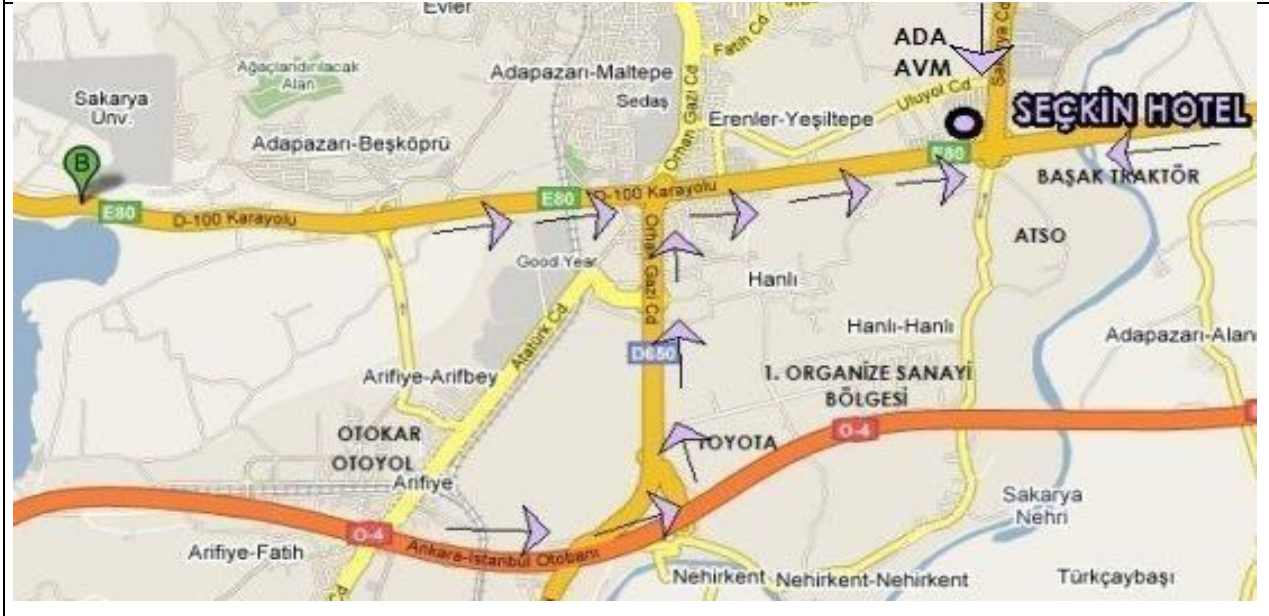 Evler
ADA
AVM
Fatih Cd
Sakarya Cd
Ağaçlandırılacak
Alan
Adapazarı-Maltepe
Sedaş
Orhan Gazi Cd
Uluyol Cd
Sakarya
Ünv.
Erenler-Yeşiltepe
SEÇKİN HOTEL
Adapazarı-Beşköprü
B
E80
BAŞAK TRAKTÖR
E80
D-100 Karayolu
E80
D-100 Karayolu
Orhan Gazi Cd
ATSO
Good Year
Hanlı
Atatürk Cd
Hanlı-Hanlı
Adapazarı-Alan
D650
Arifiye-Arifbey
1. ORGANİZE SANAYİ
BÖLGESİ
OTOKAR
OTOYOL
TOYOTA
O-4
Arifiye
Sakarya
Nehri
O-4
Ankara-İstanbul Otobanı
Arifiye-Fatih
Nehirkent
Nehirkent-Nehirkent
Türkçaybaşı
Cd